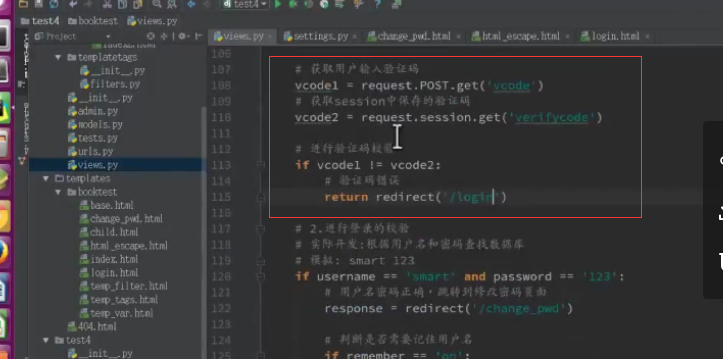 test4
test4 booktest views.py
Project
views.py settings.py change_pwd.html html_escape.html login.html
templatetags
__init__.py
filters.py
__init__.py
admin.py
models.py
tests.py
urls.py
views.py
templates
booktest
base.html
change_pwd.html
child.html
html_escape.html
index.html
login.html
temp_filter.html
temp_tags.html
temp_var.html
404.html
test4
__init__.py
106
107 # 获取用户输入验证码
108 vcode1 = request.POST.get('vcode')
109 # 获取session中保存的验证码
110 vcode2 = request.session.get('verifycode')
111
112 # 进行验证码校验
113 if vcode1 != vcode2:
114 # 验证码错误
115 return redirect('/login')
116
117 # 2.进行登录的校验
118 # 实际开发:根据用户名和密码查找数据库
119 # 模拟: smart 123
120 if username == 'smart' and password == '123':
121 # 用户名密码正确，跳转到修改密码页面
122 response = redirect('/change_pwd')
123
124 # 判断是否需要记住用户名
125 if remember == 'on':